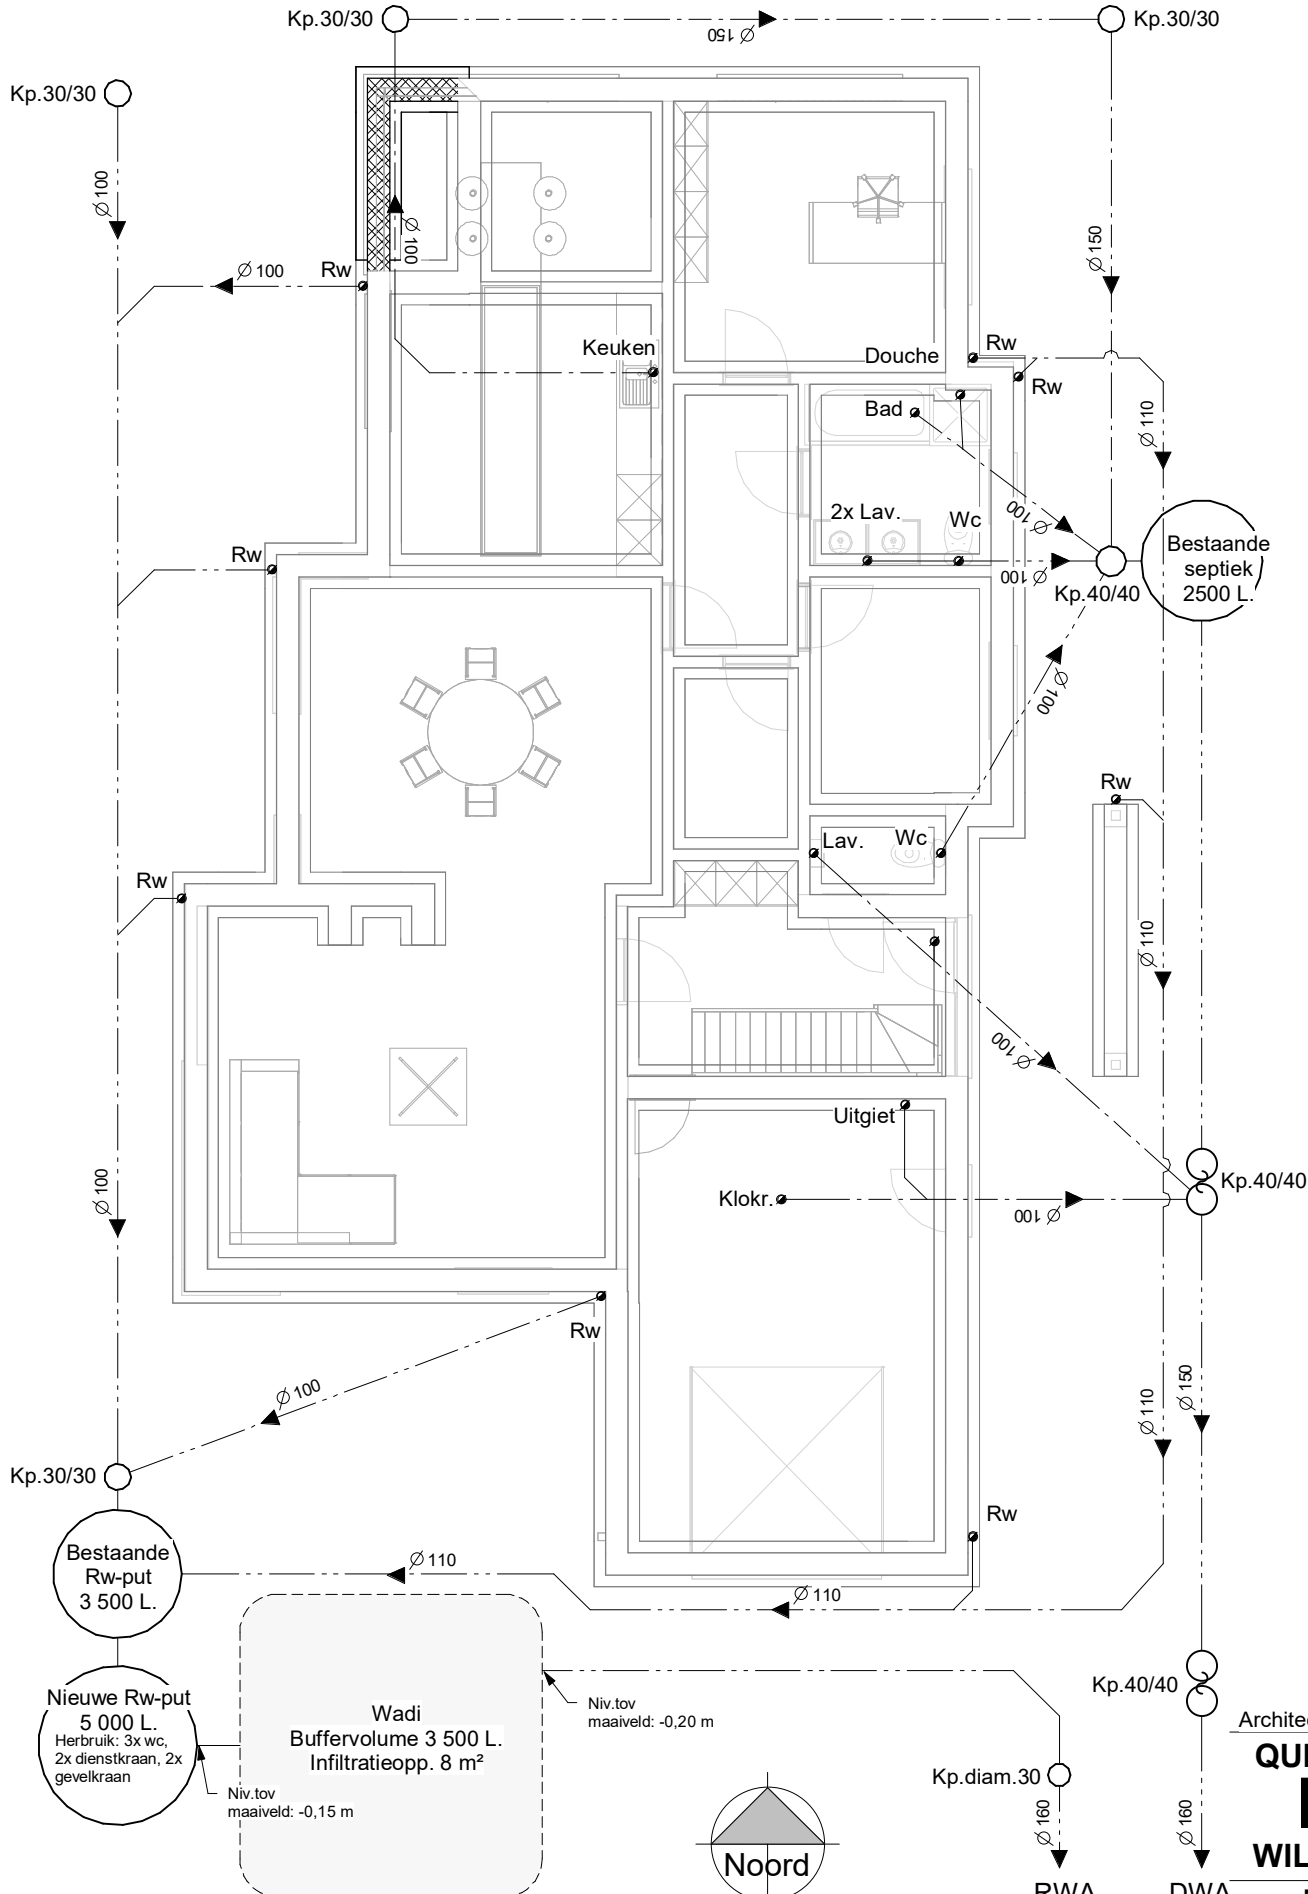 Kp.30/30
Ø 150
Kp.30/30
Kp.30/30
Ø 100
Ø 100
Ø 150
Rw
Ø 100
Keuken
Douche
Rw
Rw
Bad
Ø 110
2x Lav.
Wc
Ø 100
Ø 100
Kp.40/40
Bestaande
septiek
2500 L.
Rw
Ø 100
Rw
Lav.
Wc
Rw
Ø 110
Ø 100
Uitgiet
Klokr.
Ø 100
Kp.40/40
Ø 100
Rw
Ø 100
Ø 110
Ø 150
Kp.30/30
Rw
Bestaande
Rw-put
3 500 L.
Ø 110
Ø 110
Nieuwe Rw-put
5 000 L.
Herbruik: 3x wc,
2x dienstkraan, 2x
gevelkraan
Wadi
Buffervolume 3 500 L.
Infiltratieopp. 8 m²
Niv.tov
maaiveld: -0,20 m
Niv.tov
maaiveld: -0,15 m
Kp.40/40
Kp.diam.30
Ø 160
Ø 160
Noord
RWA
DWA